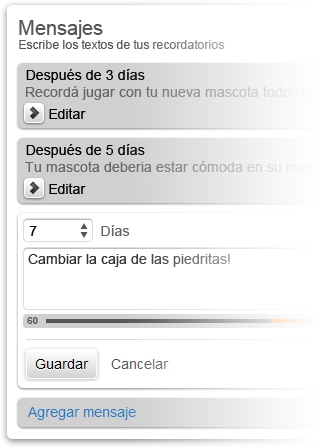 Mensajes
Escribe los textos de tus recordatorios
Después de 3 días
Recordá jugar con tu nueva mascota todos
Editar
Después de 5 días
Tu mascota deberia estar cómoda en su
Editar
7 Días
Cambiar la caja de las piedritas!
60
Guardar Cancelar
Agregar mensaje